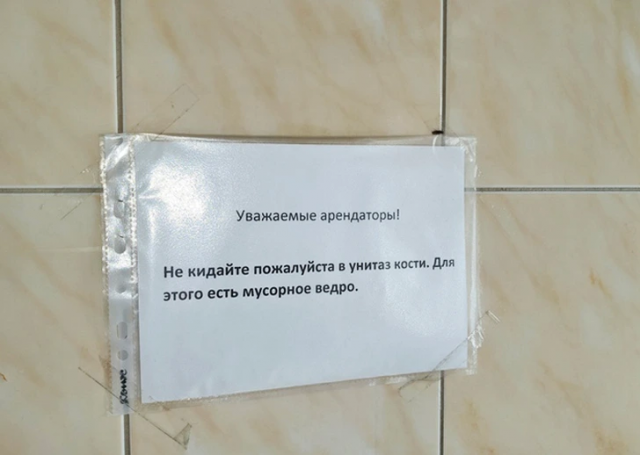 Уважаемые арендаторы!
Не кидайте пожалуйста в унитаз кости. Для
этого есть мусорное ведро.